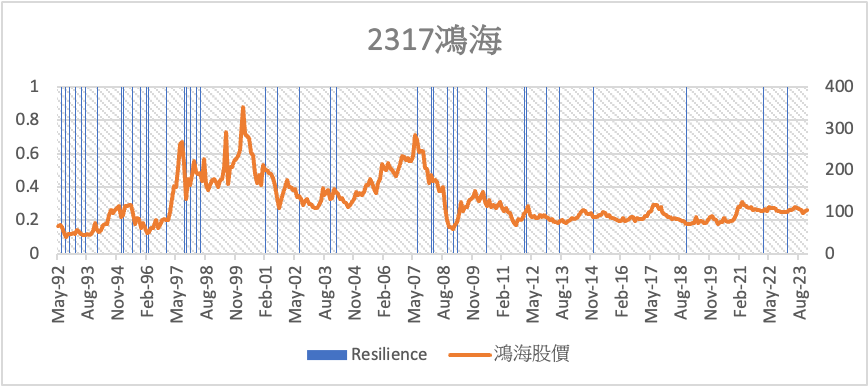 2317鴻海
1
0.8
0.6
0.4
0.2
0
400
300
200
100
0
May-92
Aug-93
Nov-94
Feb-96
May-97
Aug-98
Nov-99
Feb-01
May-02
Aug-03
Nov-04
Feb-06
May-07
Aug-08
Nov-09
Feb-11
May-12
Aug-13
Nov-14
Feb-16
May-17
Aug-18
Nov-19
Feb-21
May-22
Aug-23
Resilience 鴻海股價